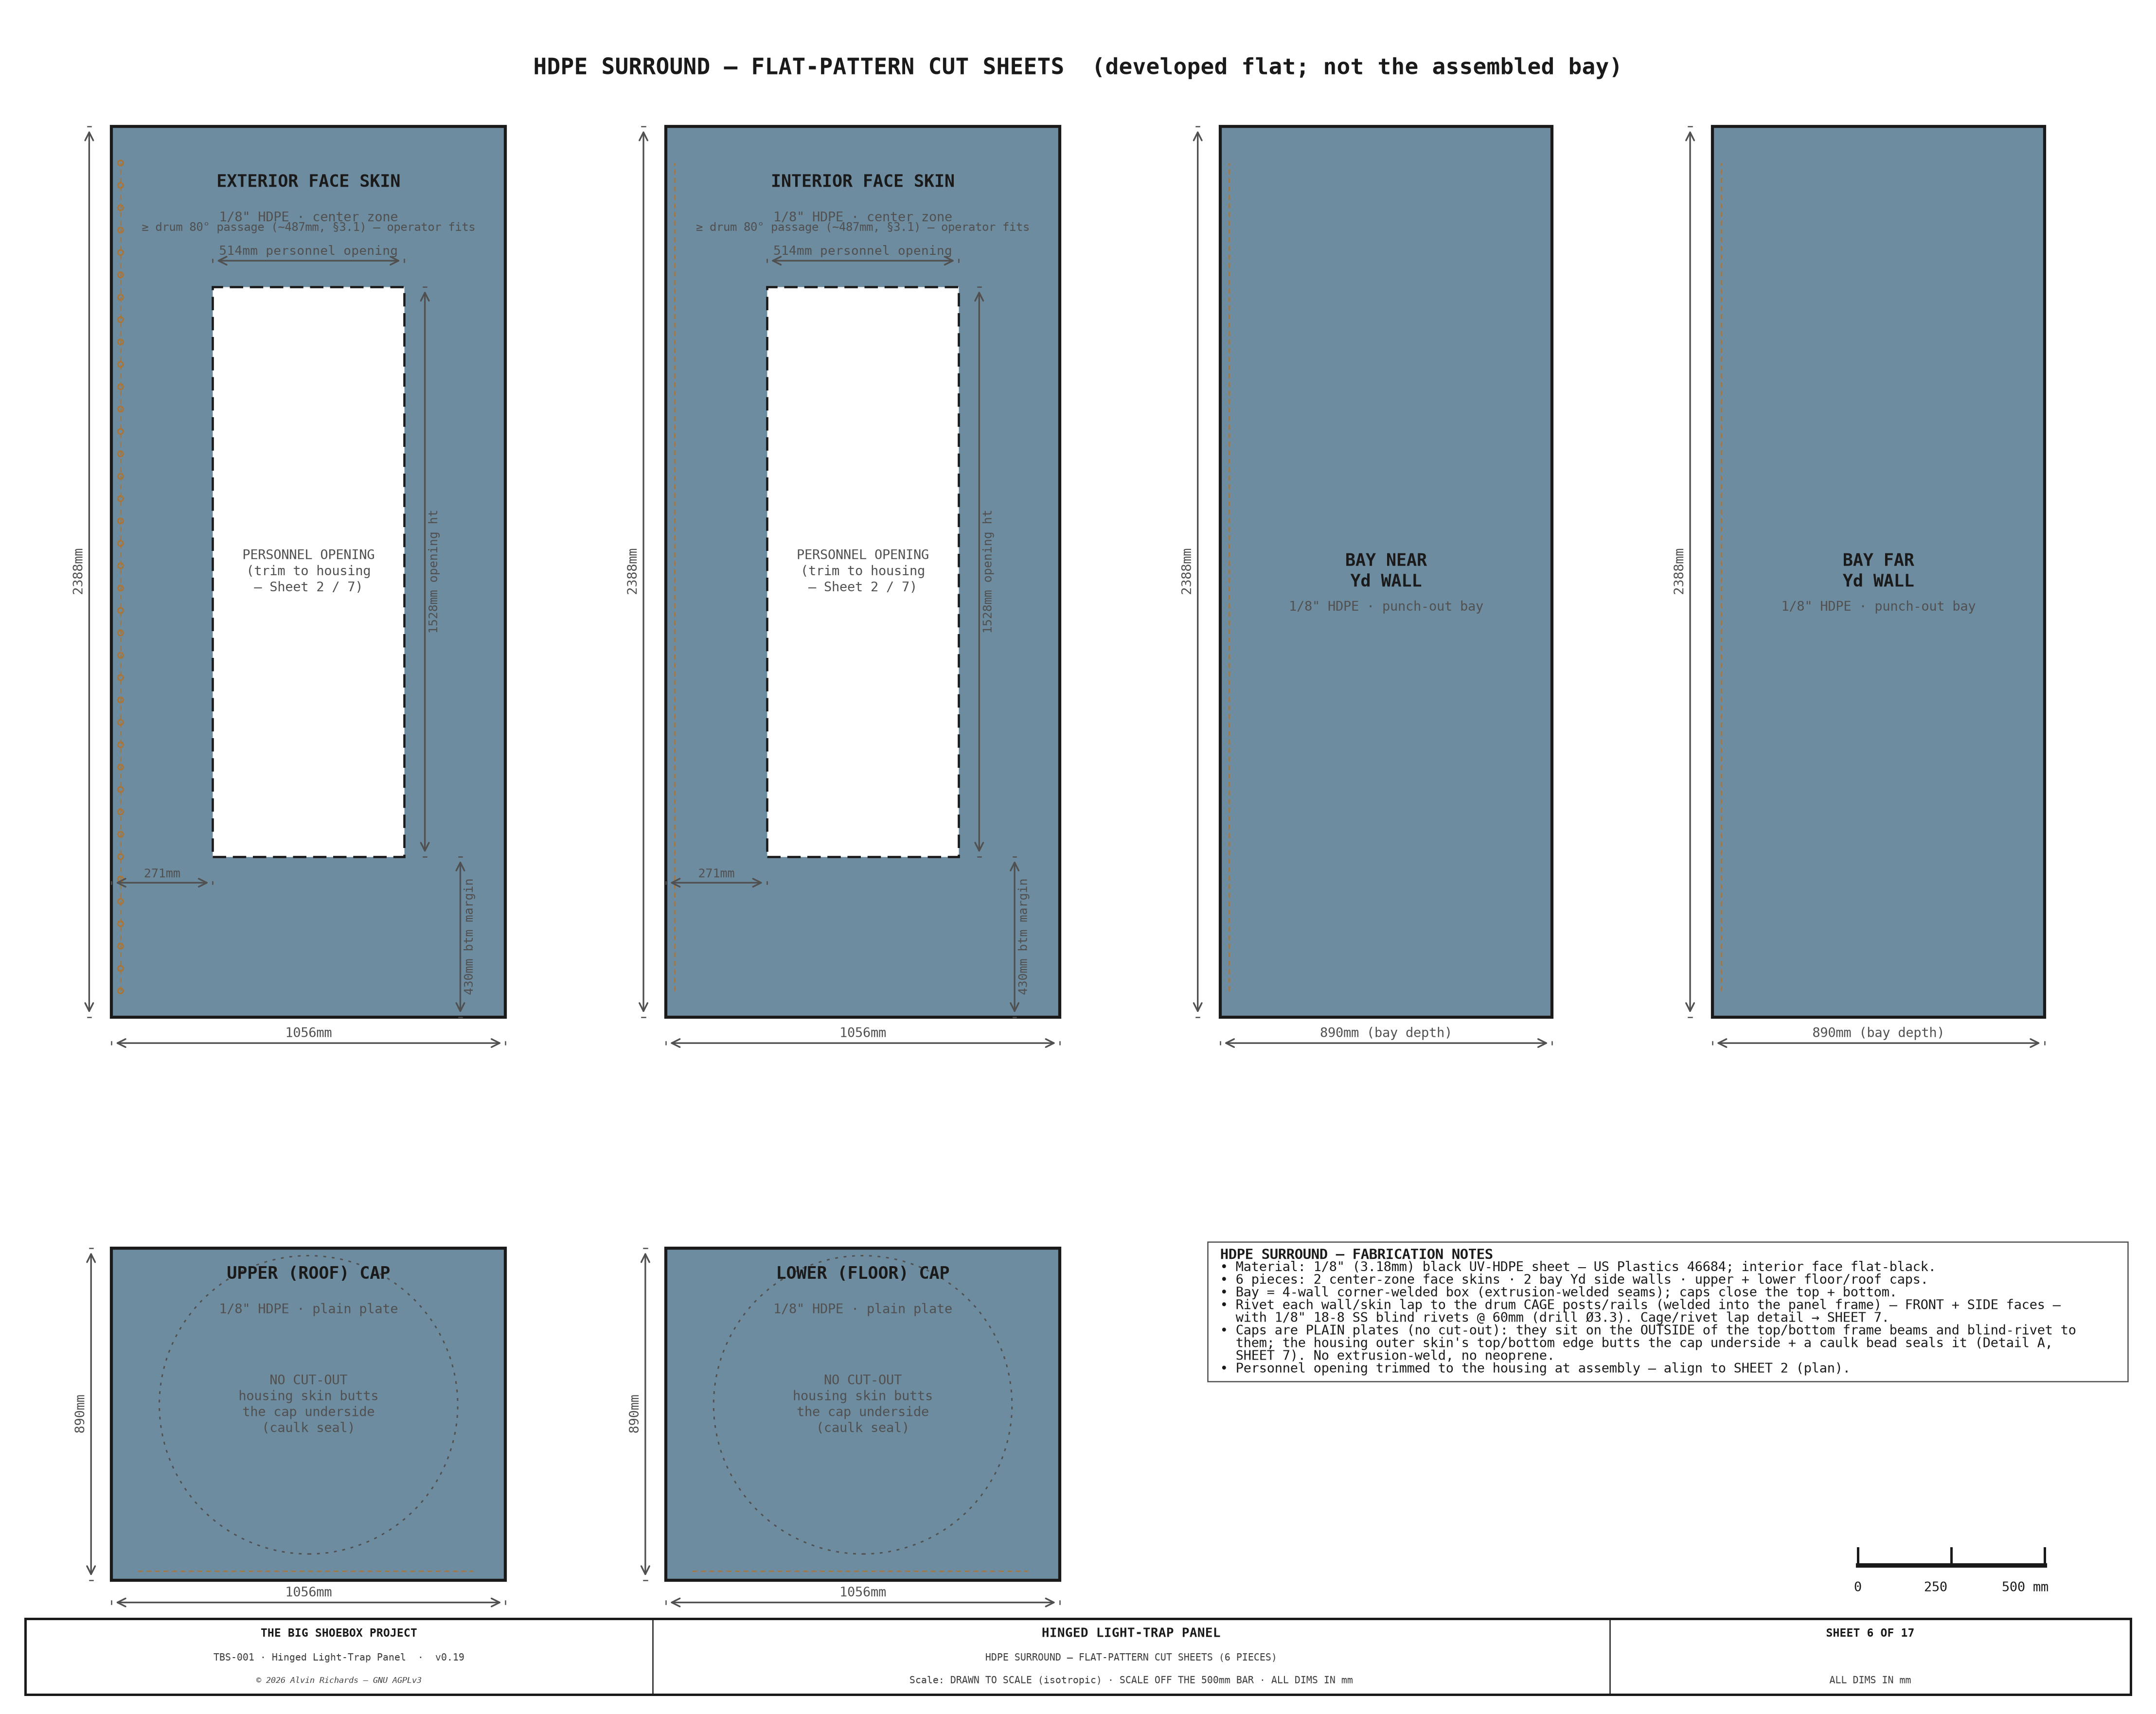 HDPE SURROUND — FLAT-PATTERN CUT SHEETS (developed flat; not the assembled bay)
EXTERIOR FACE SKIN
1/8" HDPE · center zone
≥ drum 80° passage (~487mm, §3.1) — operator fits
514mm personnel opening
2388mm
PERSONNEL OPENING
(trim to housing
— Sheet 2 / 7)
1528mm opening ht
271mm
430mm btm margin
1056mm
INTERIOR FACE SKIN
1/8" HDPE · center zone
≥ drum 80° passage (~487mm, §3.1) — operator fits
514mm personnel opening
2388mm
PERSONNEL OPENING
(trim to housing
— Sheet 2 / 7)
1528mm opening ht
271mm
430mm btm margin
1056mm
2388mm
BAY NEAR
Yd WALL
1/8" HDPE · punch-out bay
890mm (bay depth)
2388mm
BAY FAR
Yd WALL
1/8" HDPE · punch-out bay
890mm (bay depth)
UPPER (ROOF) CAP
1/8" HDPE · plain plate
890mm
NO CUT-OUT
housing skin butts
the cap underside
(caulk seal)
1056mm
LOWER (FLOOR) CAP
1/8" HDPE · plain plate
890mm
NO CUT-OUT
housing skin butts
the cap underside
(caulk seal)
1056mm
HDPE SURROUND — FABRICATION NOTES
• Material: 1/8" (3.18mm) black UV-HDPE sheet — US Plastics 46684; interior face flat-black.
• 6 pieces: 2 center-zone face skins · 2 bay Yd side walls · upper + lower floor/roof caps.
• Bay = 4-wall corner-welded box (extrusion-welded seams); caps close the top + bottom.
• Rivet each wall/skin lap to the drum CAGE posts/rails (welded into the panel frame) — FRONT + SIDE faces —
with 1/8" 18-8 SS blind rivets @ 60mm (drill Ø3.3). Cage/rivet lap detail → SHEET 7.
• Caps are PLAIN plates (no cut-out): they sit on the OUTSIDE of the top/bottom frame beams and blind-rivet to
them; the housing outer skin's top/bottom edge butts the cap underside + a caulk bead seals it (Detail A,
SHEET 7). No extrusion-weld, no neoprene.
• Personnel opening trimmed to the housing at assembly — align to SHEET 2 (plan).
0 250 500 mm
THE BIG SHOEBOX PROJECT
TBS-001 · Hinged Light-Trap Panel · v0.19
© 2026 Alvin Richards — GNU AGPLv3
HINGED LIGHT-TRAP PANEL
HDPE SURROUND — FLAT-PATTERN CUT SHEETS (6 PIECES)
Scale: DRAWN TO SCALE (isotropic) · SCALE OFF THE 500mm BAR · ALL DIMS IN mm
SHEET 6 OF 17
ALL DIMS IN mm